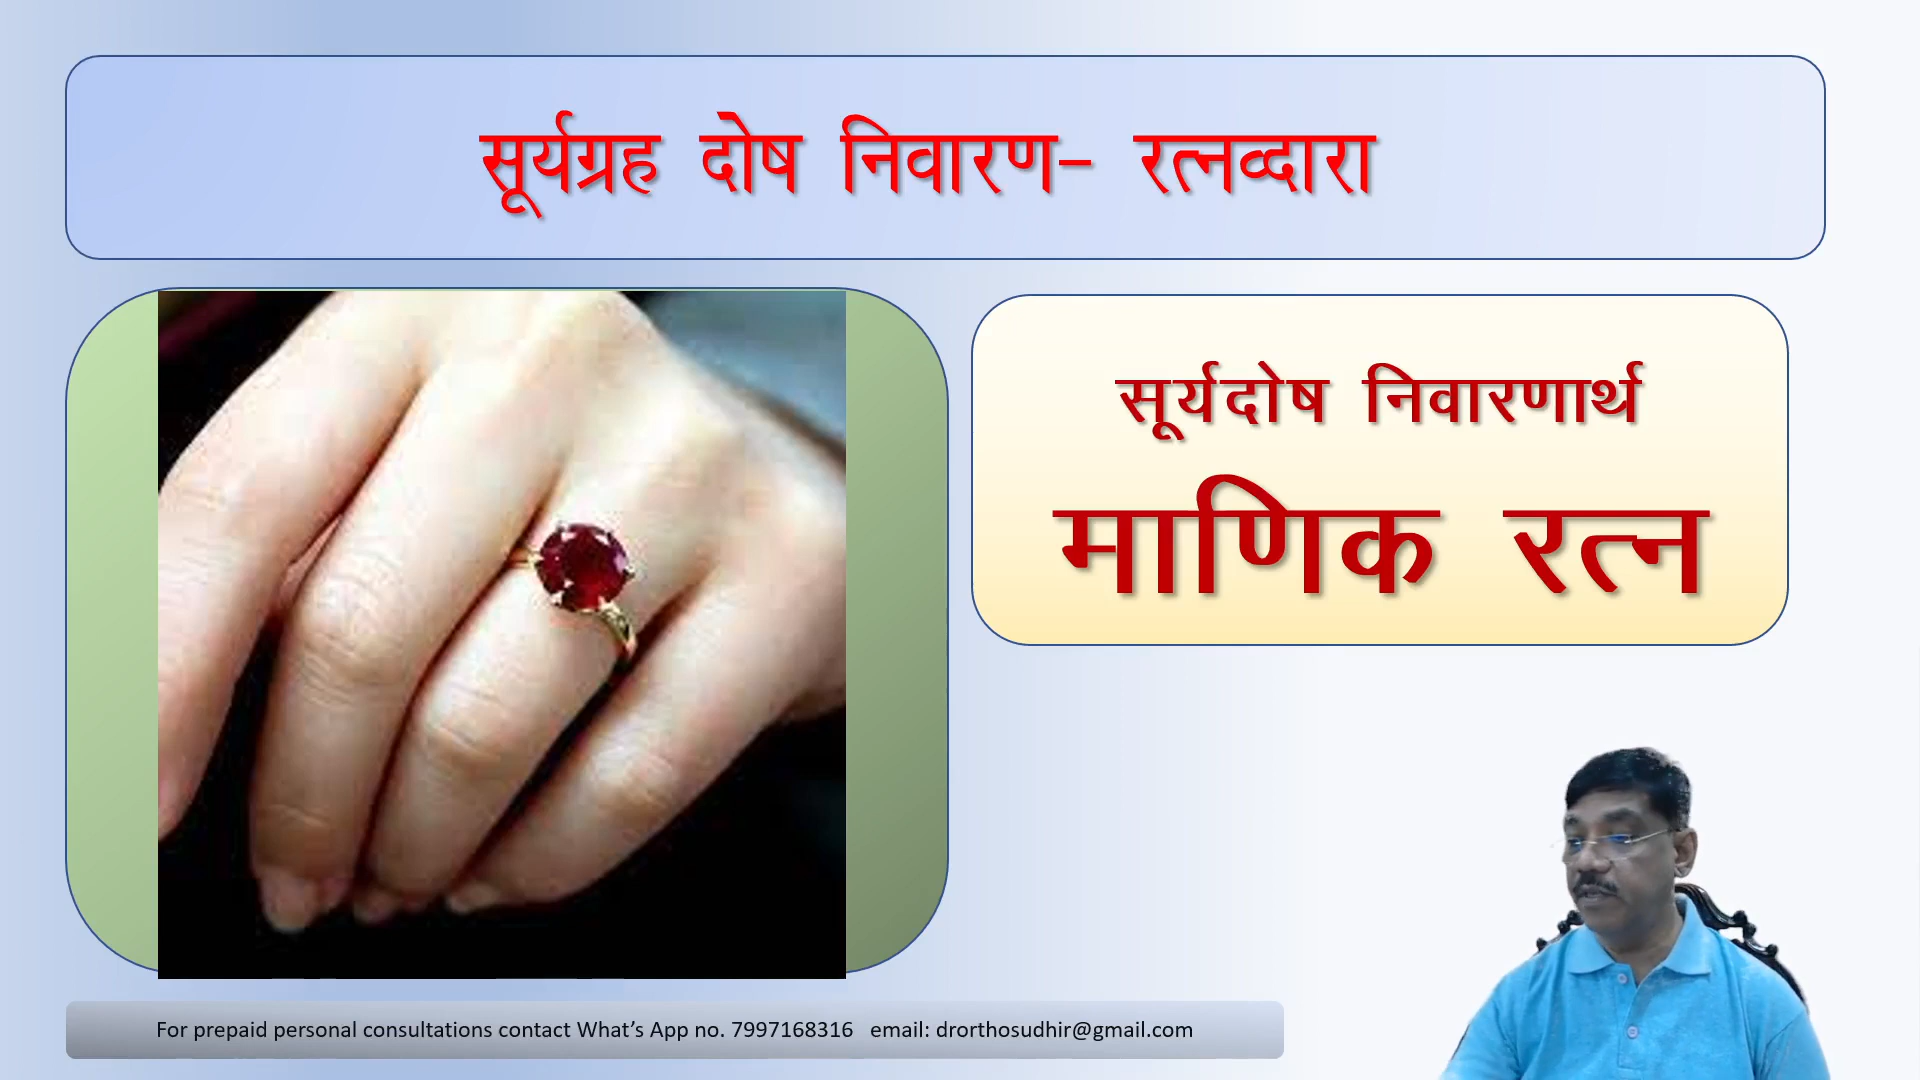 सूर्यग्रह दोष निवारण- रत्नव्दारा
सूर्यदोष निवारणार्थ
माणिक रत्न
For prepaid personal consultations contact What’s App no. 7997168316 email: drorthosudhir@gmail.com